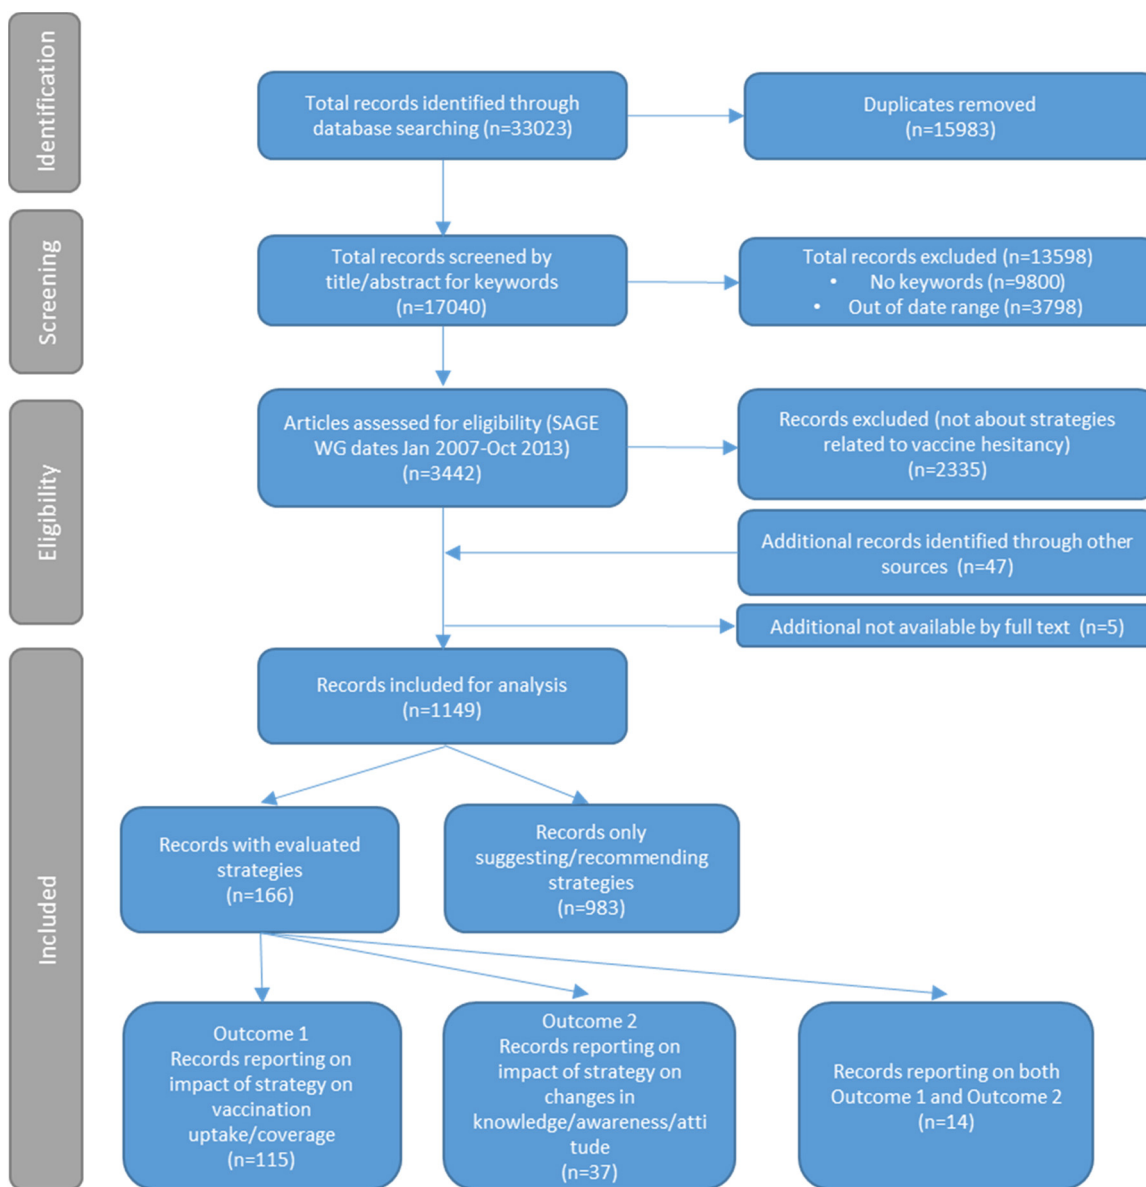 Identification
Total records identified through
database searching (n=33023)
Duplicates removed
(n=15983)
Screening
Total records screened by
title/abstract for keywords
(n=17040)
Total records excluded (n=13598)
• No keywords (n=9800)
• Out of date range (n=3798)
Eligibility
Articles assessed for eligibility (SAGE
WG dates Jan 2007-Oct 2013)
(n=3442)
Records excluded (not about strategies
related to vaccine hesitancy)
(n=2335)
Additional records identified through other
sources (n=47)
Additional not available by full text (n=5)
Included
Records included for analysis
(n=1149)
Records with evaluated
strategies
(n=166)
Records only
suggesting/recommending
strategies
(n=983)
Outcome 1
Records reporting on
impact of strategy on
vaccination
uptake/coverage
(n=115)
Outcome 2
Records reporting on
impact of strategy on
changes in
knowledge/awareness/atti
tude
(n=37)
Records reporting on both
Outcome 1 and Outcome 2
(n=14)